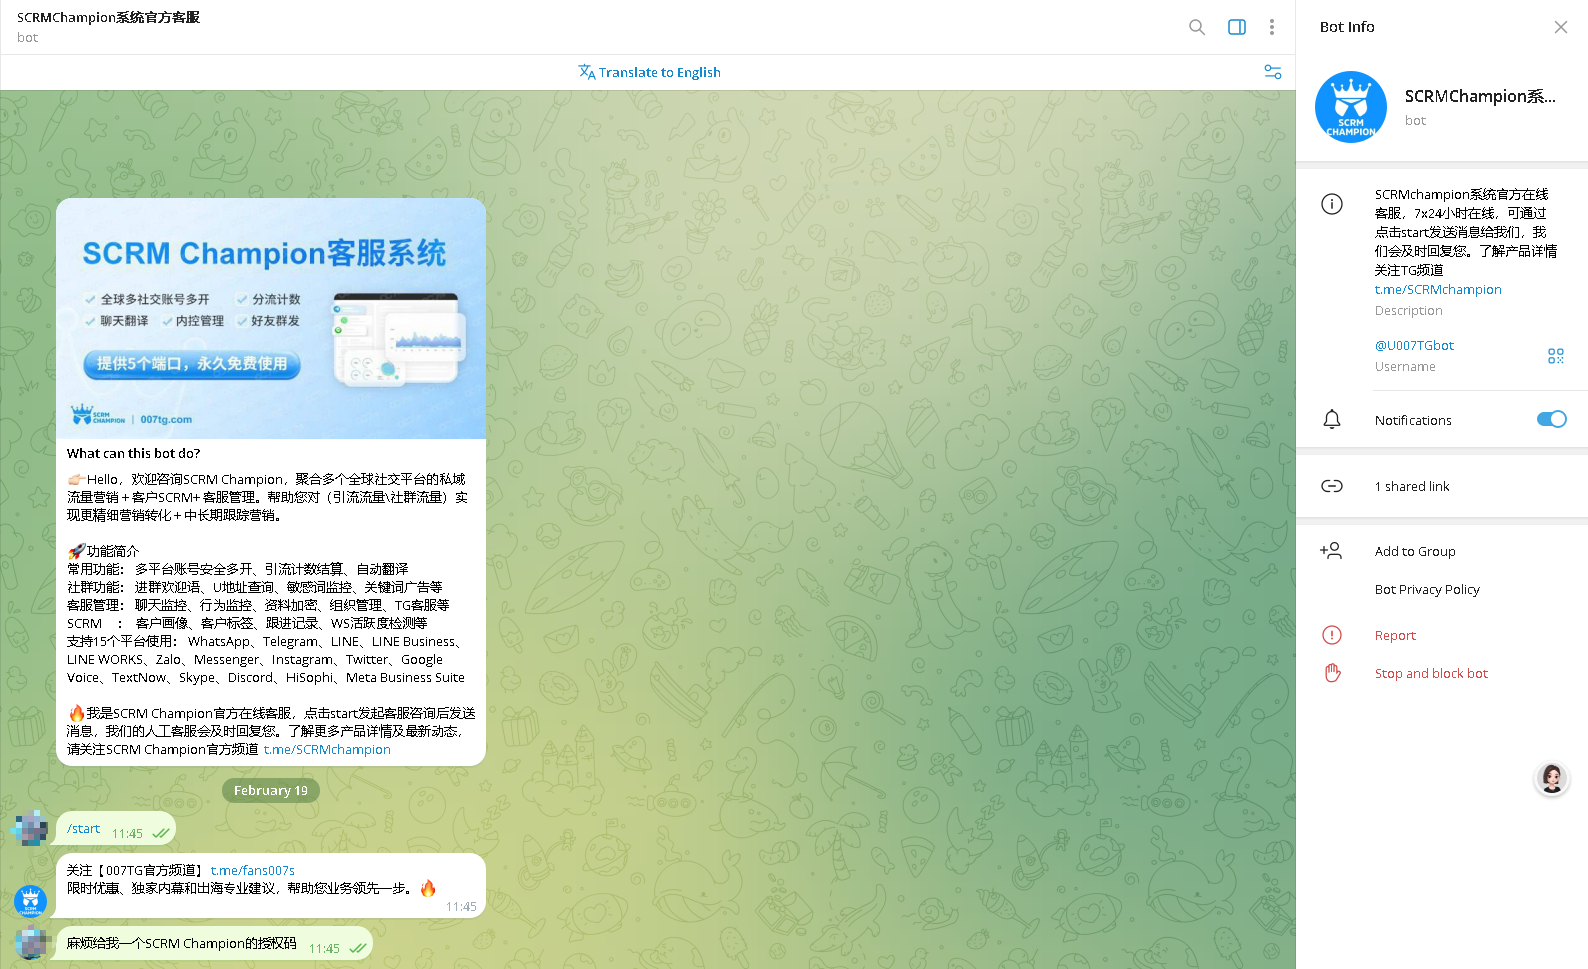 SCRMChampion系统官方客服
bot
Translate to English
SCRM Champion客服系统
全球多社交账号多开 分流计数
聊天翻译 内控管理 好友群发
提供5个端口，永久免费使用
SCRM CHAMPION | 007tg.com
What can this bot do?
👉🏻Hello，欢迎咨询SCRM Champion，聚合多个全球社交平台的私域
流量营销＋客户SCRM+ 客服管理。帮助您对（引流流量\社群流量）实
现更精细营销转化＋中长期跟踪营销。
🚀功能简介
常用功能： 多平台账号安全多开、引流计数结算、自动翻译
社群功能： 进群欢迎语、U地址查询、敏感词监控、关键词广告等
客服管理： 聊天监控、行为监控、资料加密、组织管理、TG客服等
SCRM ： 客户画像、客户标签、跟进记录、WS活跃度检测等
支持15个平台使用： WhatsApp、Telegram、LINE、LINE Business、
LINE WORKS、Zalo、Messenger、Instagram、Twitter、Google
Voice、TextNow、Skype、Discord、HiSophi、Meta Business Suite
🔥我是SCRM Champion官方在线客服，点击start发起客服咨询后发送
消息，我们的人工客服会及时回复您。了解更多产品详情及最新动态，
请关注SCRM Champion官方频道 t.me/SCRMchampion
February 19
/start 11:45
关注【007TG官方频道】 t.me/fans007s
限时优惠、独家内幕和出海专业建议，帮助您业务领先一步。🔥
11:45
SCRM CHAMPION
麻烦给我一个SCRM Champion的授权码 11:45
Bot Info
SCRM
CHAMPION
SCRMChampion系...
bot
SCRMchampion系统官方在线
客服，7x24小时在线，可通过
点击start发送消息给我们，我
们会及时回复您。了解产品详情
关注TG频道
t.me/SCRMchampion
Description
@U007TGbot
Username
Notifications
1 shared link
Add to Group
Bot Privacy Policy
Report
Stop and block bot